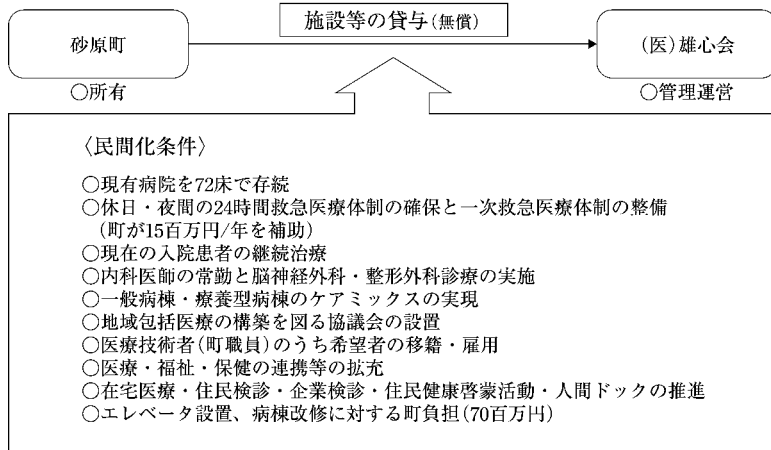 施設等の貸与(無償)
砂原町
(医)雄心会
○所有
○管理運営
〈民間化条件〉
○現有病院を72床で存続
○休日・夜間の24時間救急医療体制の確保と一次救急医療体制の整備
(町が15百万円/年を補助)
○現在の入院患者の継続治療
○内科医師の常勤と脳神経外科・整形外科診療の実施
○一般病棟・療養型病棟のケアミックスの実現
○地域包括医療の構築を図る協議会の設置
○医療技術者(町職員)のうち希望者の移籍・雇用
○医療・福祉・保健の連携等の拡充
○在宅医療・住民検診・企業検診・住民健康啓蒙活動・人間ドックの推進
○エレベータ設置、病棟改修に対する町負担(70百万円)